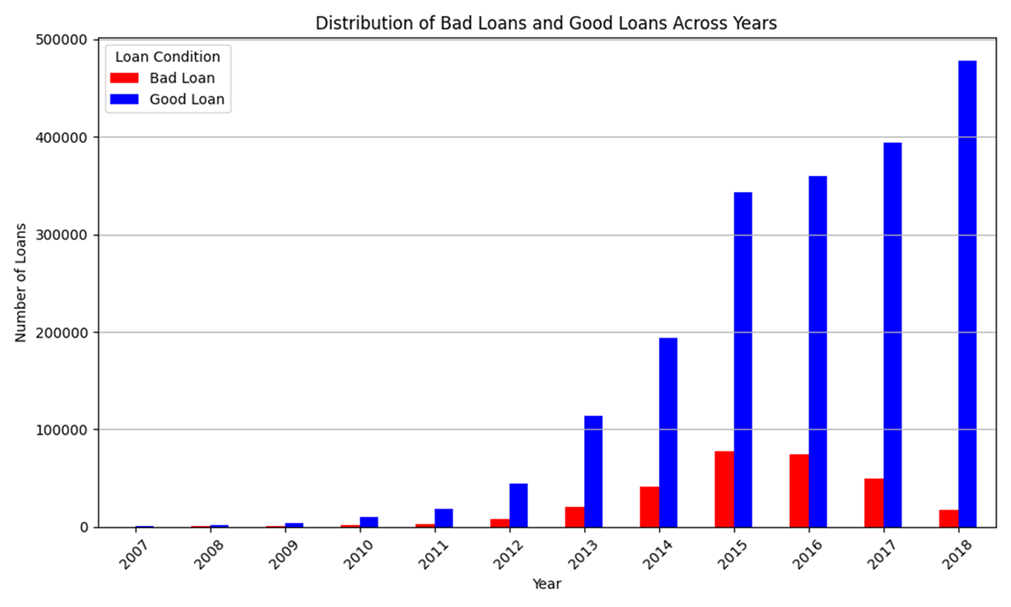 Distribution of Bad Loans and Good Loans Across Years
Loan Condition
Bad Loan
Good Loan
Number of Loans
500000
400000
300000
200000
100000
0
2007 2008 2009 2010 2011 2012 2013 2014 2015 2016 2017 2018
Year